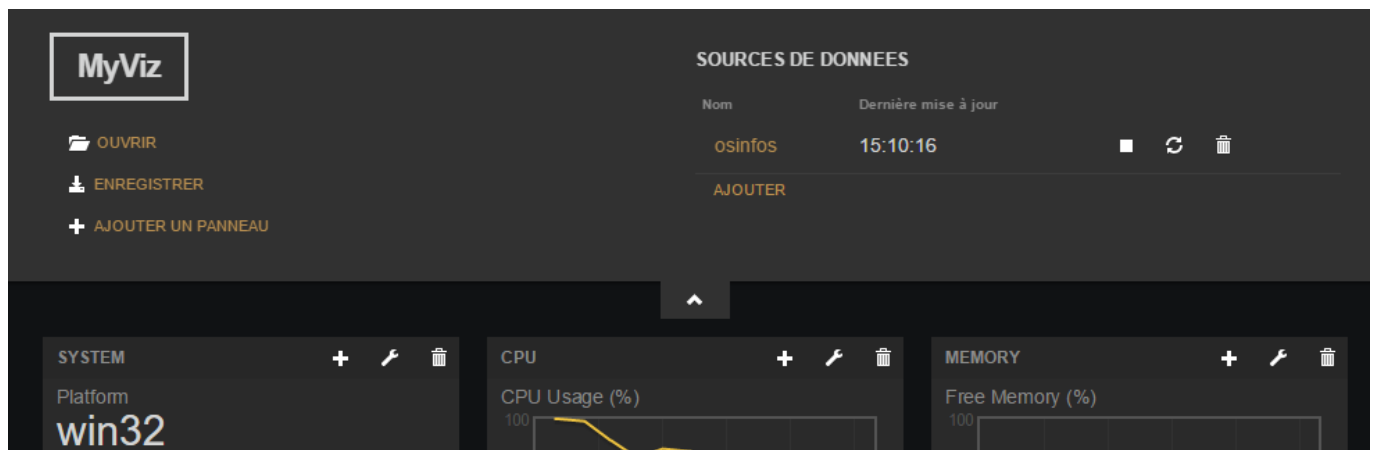 MyViz
OUVRIR
ENREGISTRER
AJOUTER UN PANNEAU
SOURCES DE DONNEES
Nom Dernière mise à jour
osinfos 15:10:16
AJOUTER
SYSTEM
Platform
win32
CPU
CPU Usage (%)
100
MEMORY
Free Memory (%)
100